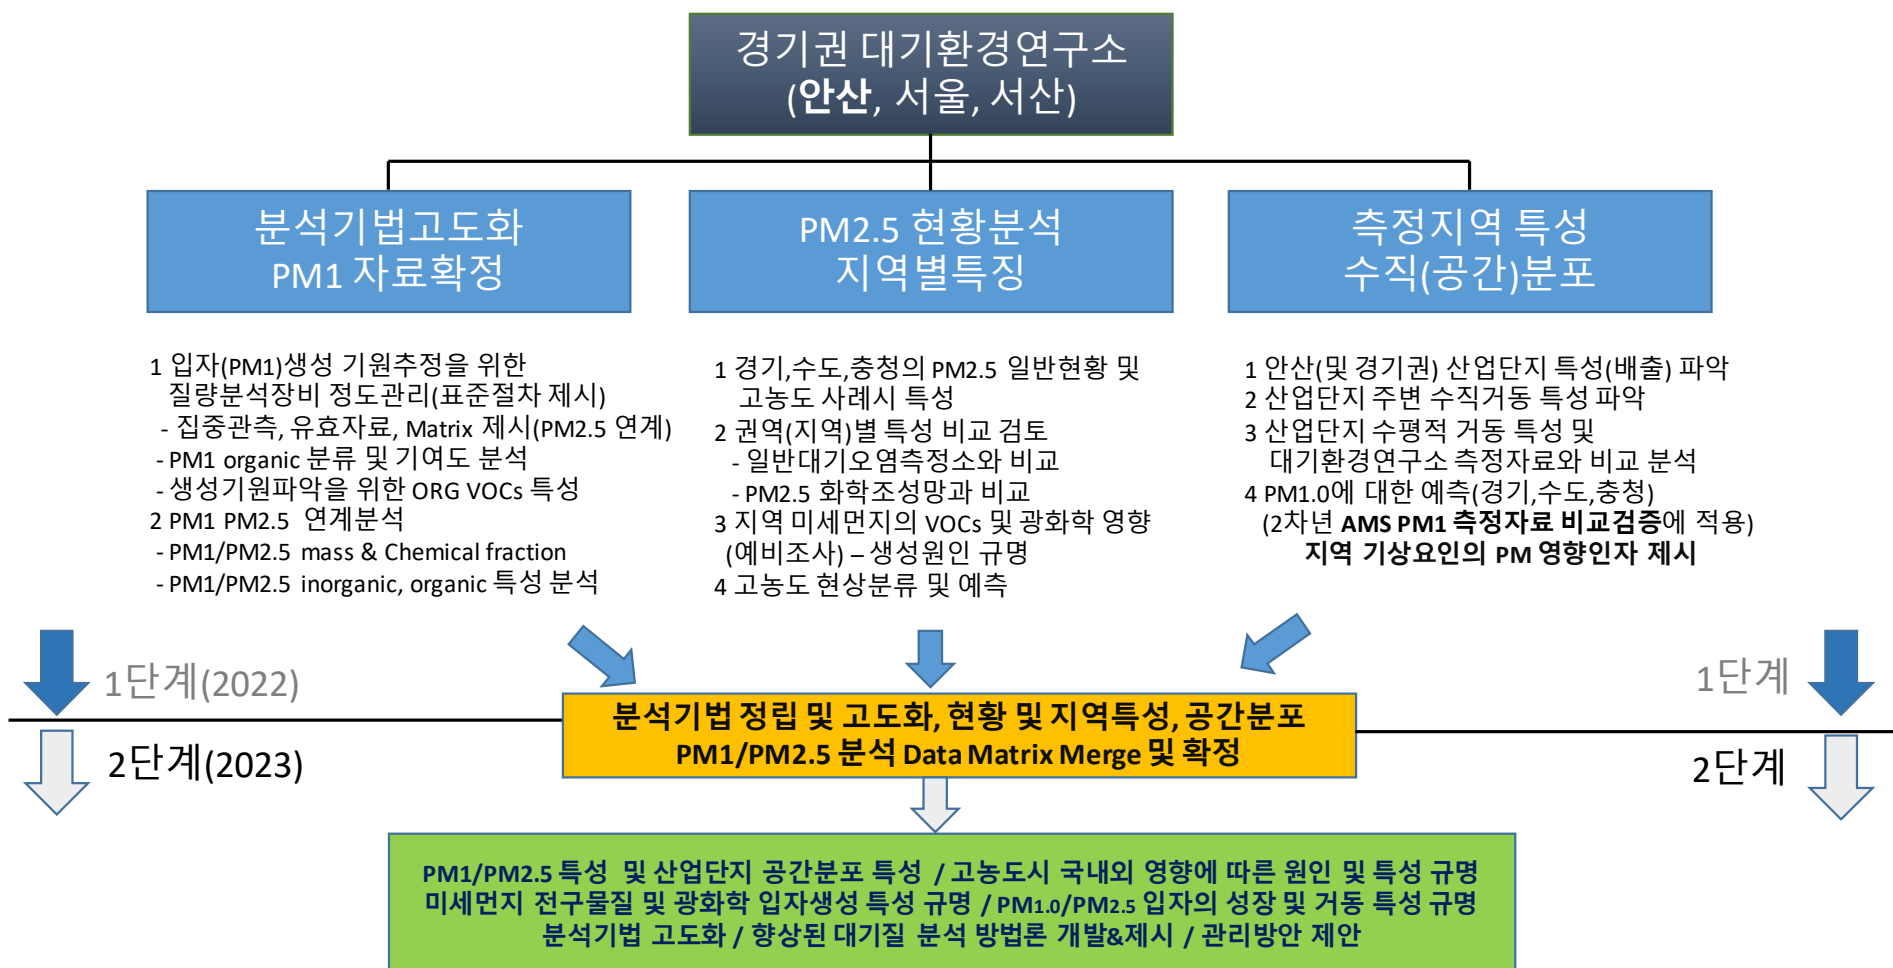 경기권 대기환경연구소
(안산, 서울, 서산)
분석기법고도화
PM1 자료확정
PM2.5 현황분석
지역별특징
측정지역 특성
수직(공간)분포
1 입자(PM1)생성 기원추정을 위한
질량분석장비 정도관리(표준절차 제시)
- 집중관측, 유효자료, Matrix 제시(PM2.5 연계)
- PM1 organic 분류 및 기여도 분석
- 생성기원파악을 위한 ORG VOCs 특성
2 PM1 PM2.5 연계분석
- PM1/PM2.5 mass & Chemical fraction
- PM1/PM2.5 inorganic, organic 특성 분석
1 경기,수도,충청의 PM2.5 일반현황 및
고농도 사례시 특성
2 권역(지역)별 특성 비교 검토
- 일반대기오염측정소와 비교
- PM2.5 화학조성망과 비교
3 지역 미세먼지의 VOCs 및 광화학 영향
(예비조사) – 생성원인 규명
4 고농도 현상분류 및 예측
1 안산(및 경기권) 산업단지 특성(배출) 파악
2 산업단지 주변 수직거동 특성 파악
3 산업단지 수평적 거동 특성 및
대기환경연구소 측정자료와 비교 분석
4 PM1.0에 대한 예측(경기,수도,충청)
(2차년 AMS PM1 측정자료 비교검증에 적용)
지역 기상요인의 PM 영향인자 제시
1단계(2022)
1단계
분석기법 정립 및 고도화, 현황 및 지역특성, 공간분포
PM1/PM2.5 분석 Data Matrix Merge 및 확정
2단계(2023)
2단계
PM1/PM2.5 특성 및 산업단지 공간분포 특성 / 고농도시 국내외 영향에 따른 원인 및 특성 규명
미세먼지 전구물질 및 광화학 입자생성 특성 규명 / PM1.0/PM2.5 입자의 성장 및 거동 특성 규명
분석기법 고도화 / 향상된 대기질 분석 방법론 개발&제시 / 관리방안 제안